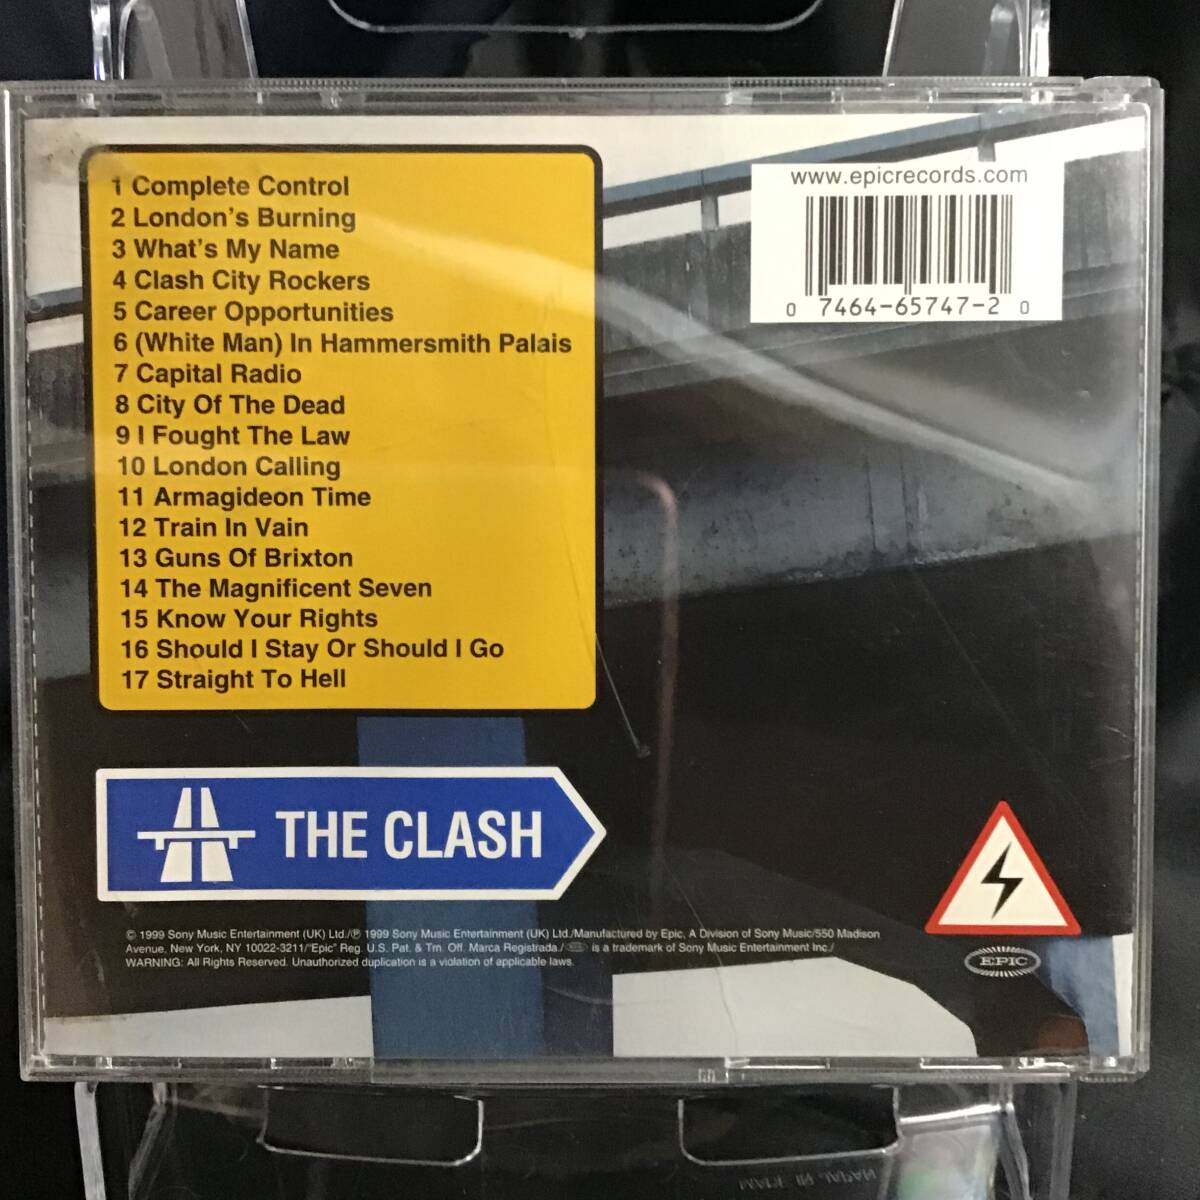 1 Complete Control
2 London's Burning
3 What's My Name
4 Clash City Rockers
5 Career Opportunities
6 (White Man) In Hammersmith Palais
7 Capital Radio
8 City Of The Dead
9 I Fought The Law
10 London Calling
11 Armagideon Time
12 Train In Vain
13 Guns Of Brixton
14 The Magnificent Seven
15 Know Your Rights
16 Should I Stay Or Should I Go
17 Straight To Hell
www.epicrecords.com
0 7464-65747-2 0
THE CLASH
© 1999 Sony Music Entertainment (UK) Ltd./℗ 1999 Sony Music Entertainment (UK) Ltd./Manufactured by Epic, A Division of Sony Music/550 Madison
Avenue, New York, NY 10022-3211/"Epic" Reg. U.S. Pat. & Tm. Off. Marca Registrada./ EPIC is a trademark of Sony Music Entertainment Inc./
WARNING: All Rights Reserved. Unauthorized duplication is a violation of applicable laws.
EPIC
MADE IN JAPAN